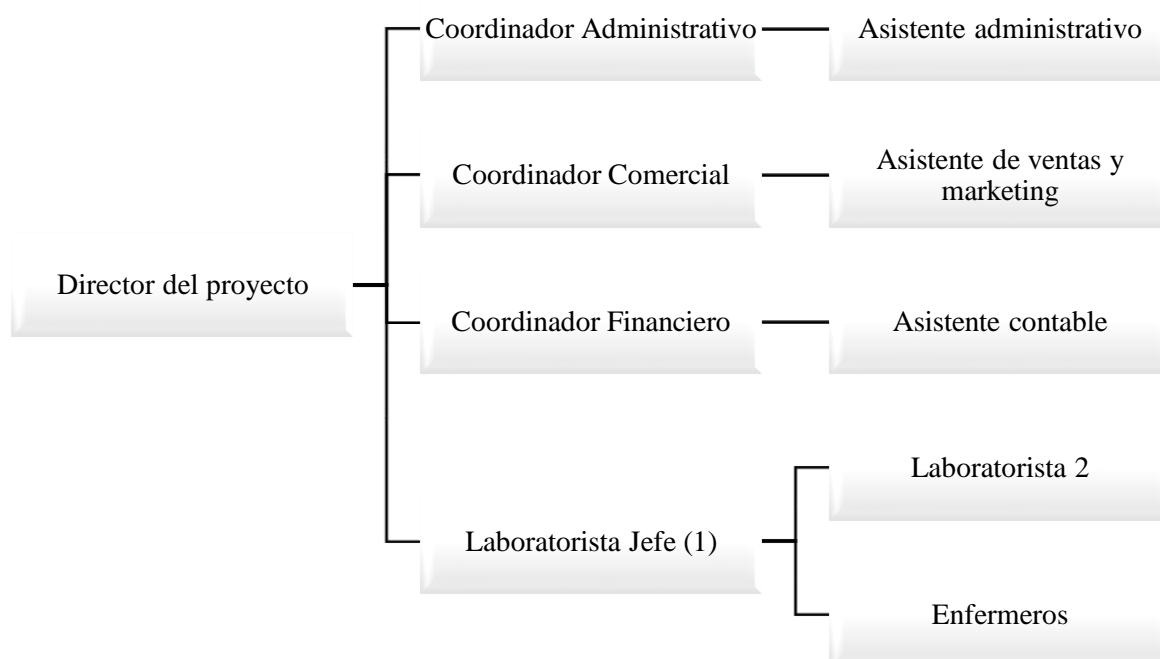 Coordinador Administrativo
Asistente administrativo
Coordinador Comercial
Asistente de ventas y
marketing
Director del proyecto
Coordinador Financiero
Asistente contable
Laboratorista Jefe (1)
Laboratorista 2
Enfermeros